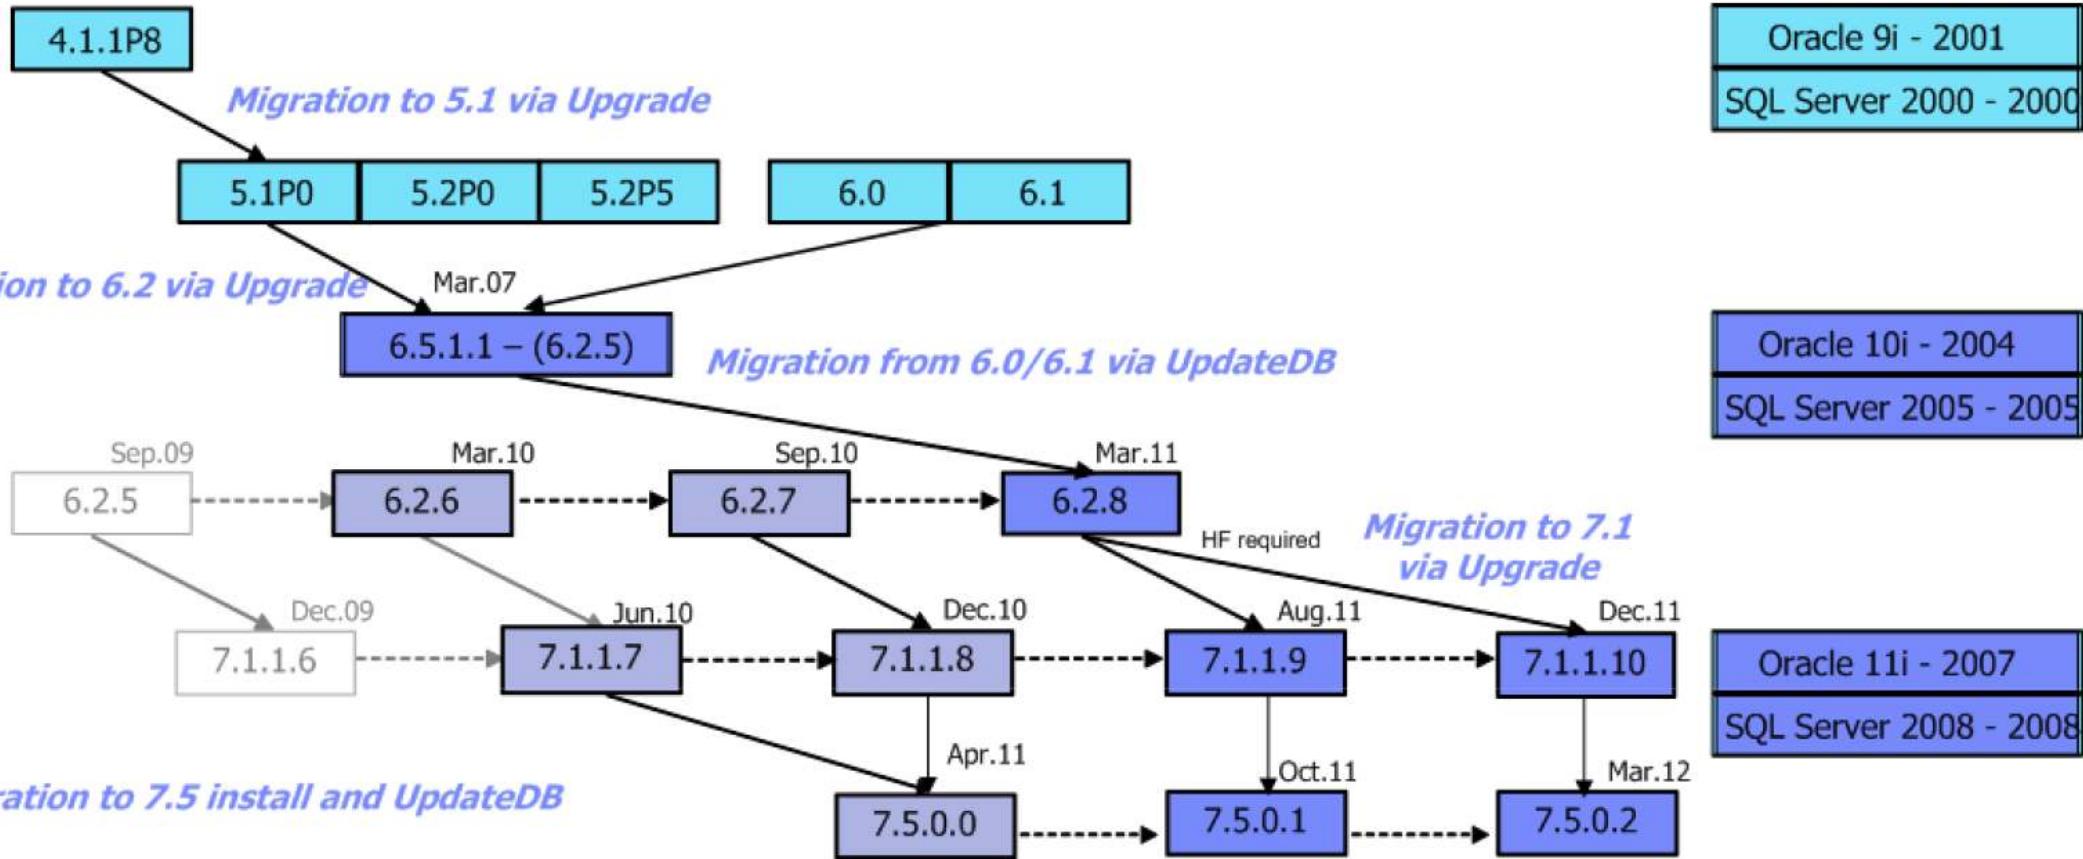 4.1.1P8
Oracle 9i - 2001
Migration to 5.1 via Upgrade
SQL Server 2000 - 2000
5.1P0 5.2P0 5.2P5 6.0 6.1
ion to 6.2 via Upgrade
Mar.07
6.5.1.1 – (6.2.5)
Migration from 6.0/6.1 via UpdateDB
Oracle 10i - 2004
SQL Server 2005 - 2005
Sep.09 Mar.10 Sep.10 Mar.11
6.2.5 6.2.6 6.2.7 6.2.8
HF required
Migration to 7.1
via Upgrade
Dec.09 Jun.10 Dec.10 Aug.11 Dec.11
7.1.1.6 7.1.1.7 7.1.1.8 7.1.1.9 7.1.1.10
Oracle 11i - 2007
SQL Server 2008 - 2008
Apr.11 Oct.11 Mar.12
ration to 7.5 install and UpdateDB
7.5.0.0 7.5.0.1 7.5.0.2